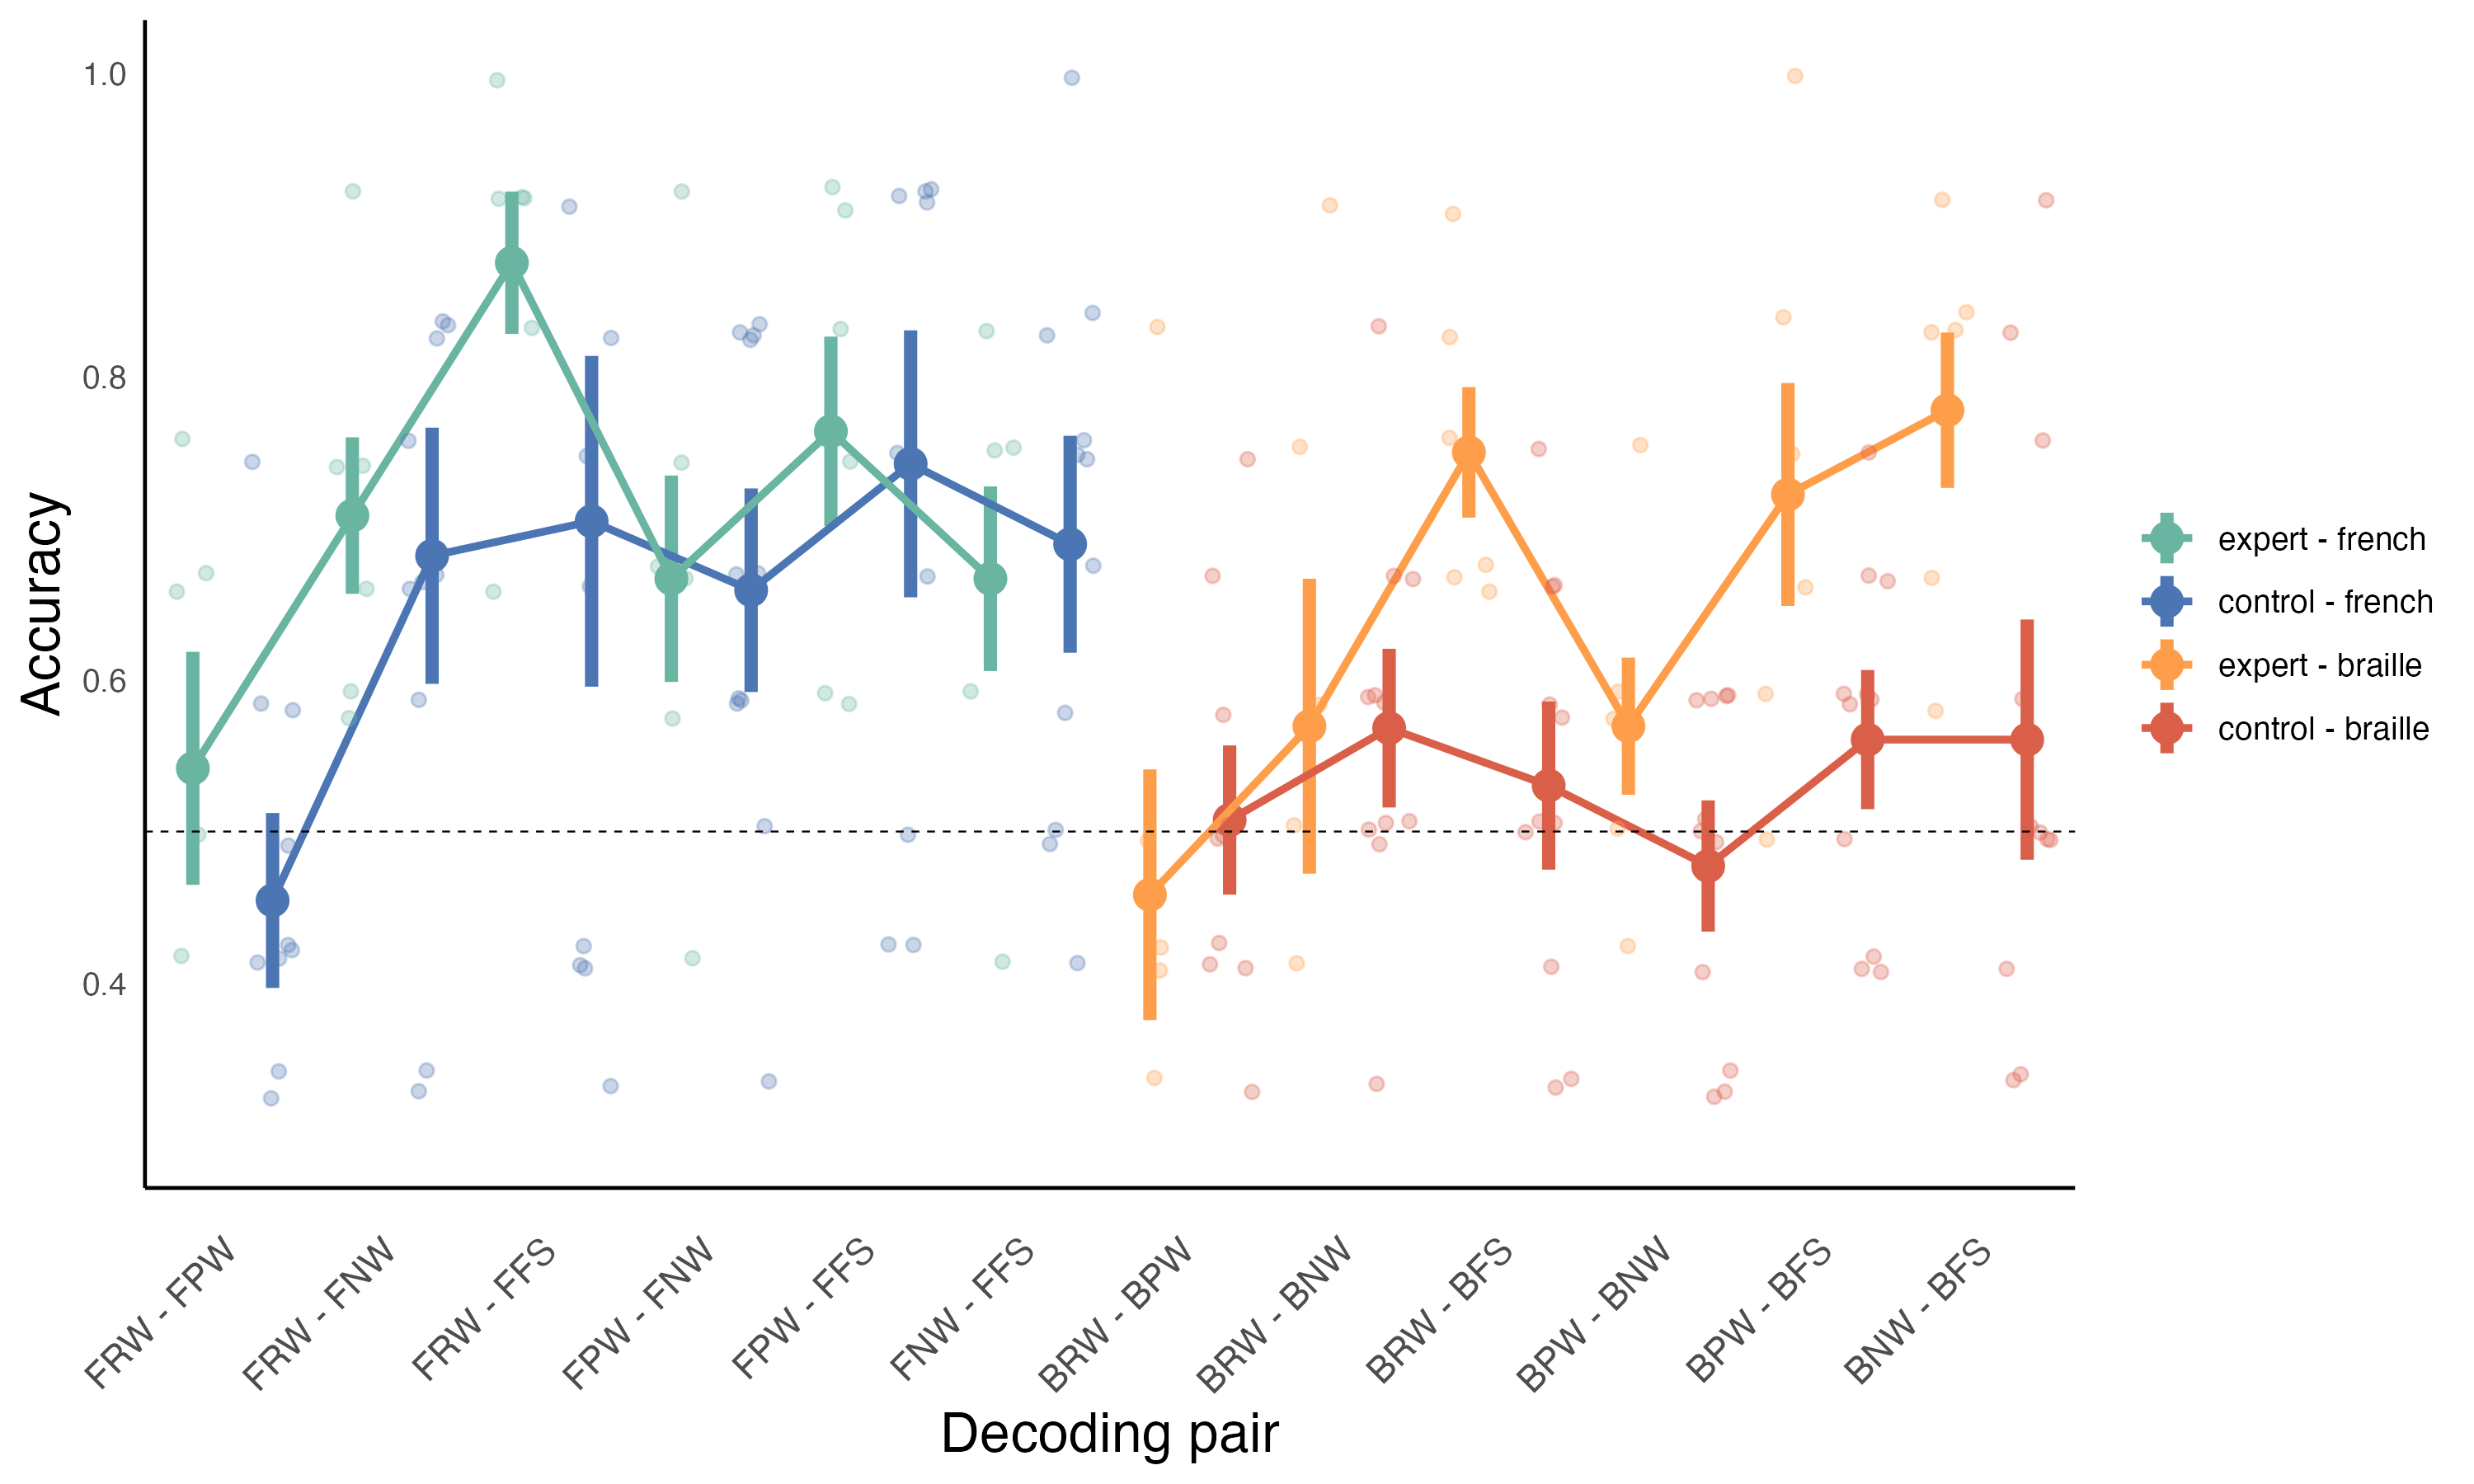 1.0
0.8
0.6
0.4
Accuracy
FRW - FPW
FRW - FNW
FRW - FFS
FPW - FNW
FPW - FFS
FNW - FFS
BRW - BPW
BRW - BNW
BRW - BFS
BPW - BNW
BPW - BFS
BNW - BFS
Decoding pair
expert - french
control - french
expert - braille
control - braille